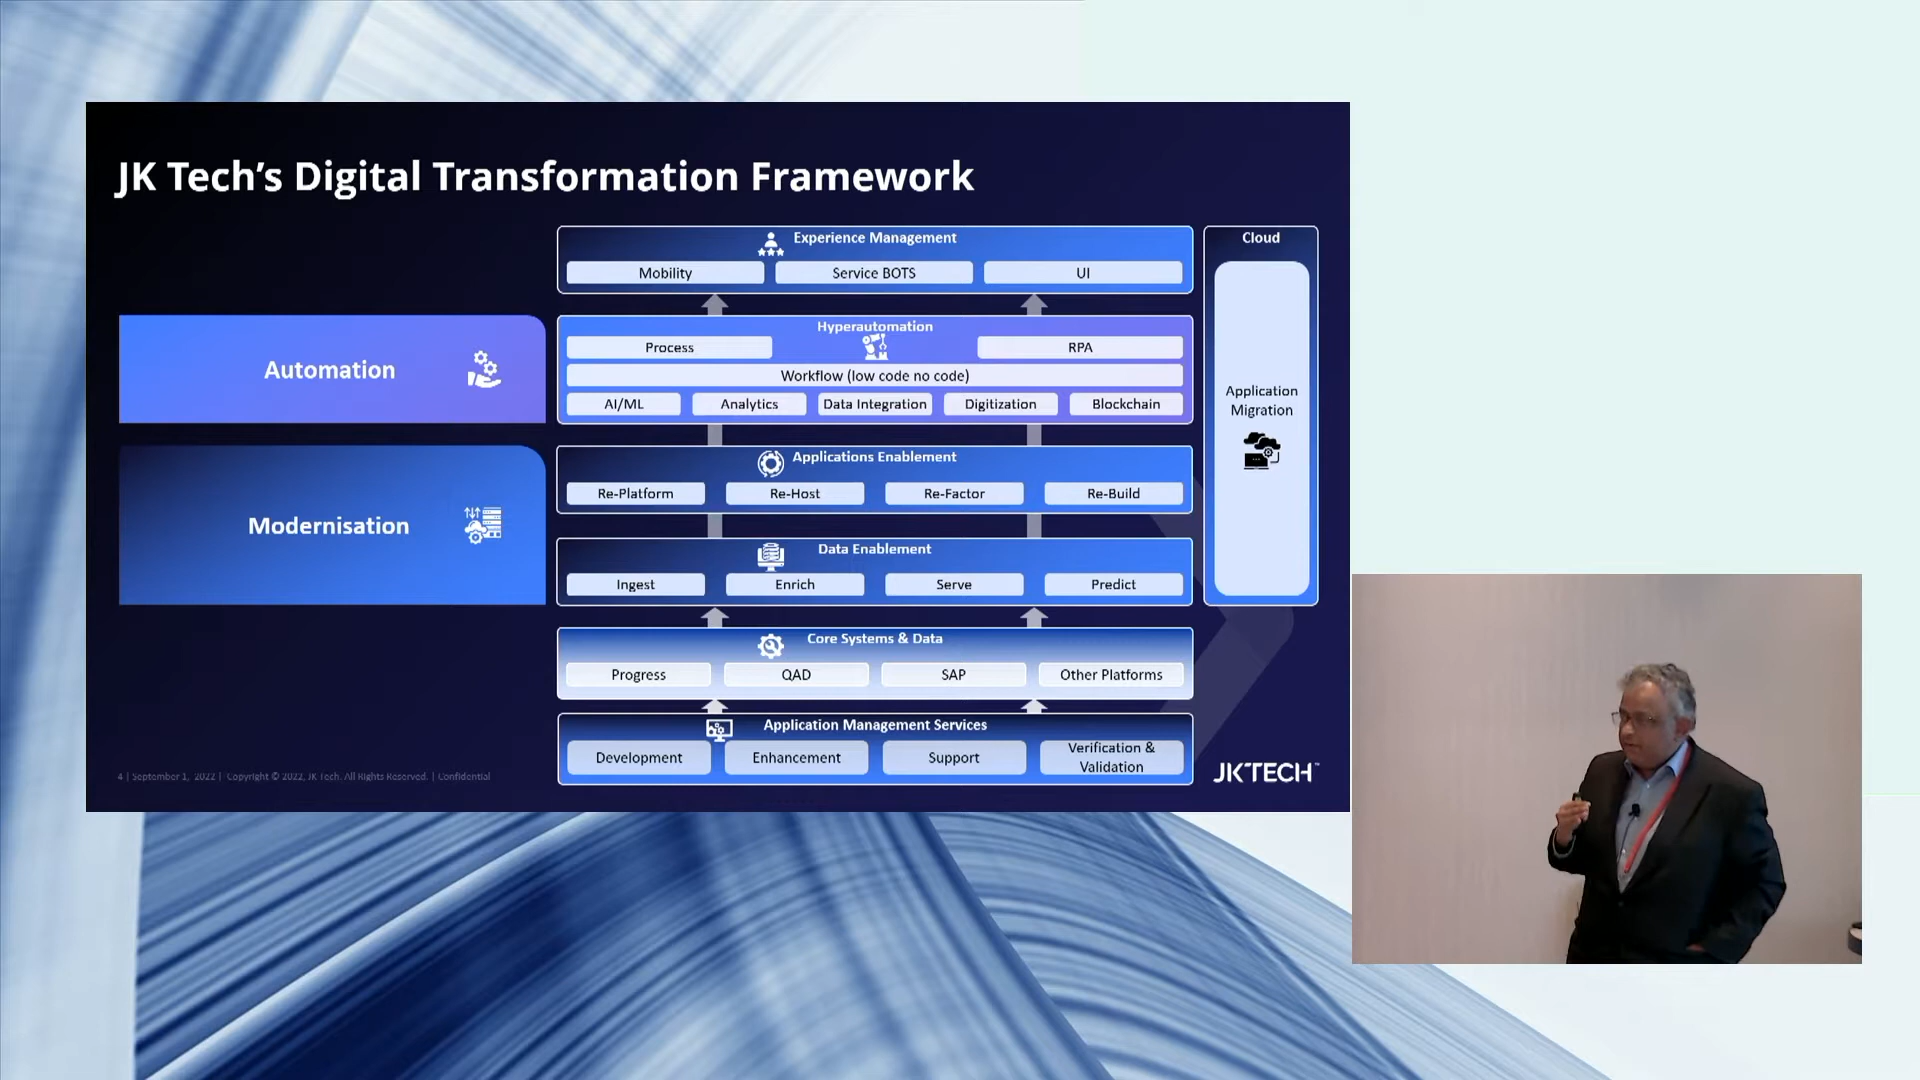 JK Tech's Digital Transformation Framework
Experience Management
Mobility
Service BOTS
UI
Cloud
Application
Migration
Automation
Hyperautomation
Process
RPA
Workflow (low code no code)
AI/ML
Analytics
Data Integration
Digitization
Blockchain
Modernisation
Applications Enablement
Re-Platform
Re-Host
Re-Factor
Re-Build
Data Enablement
Ingest
Enrich
Serve
Predict
Core Systems & Data
Progress
QAD
SAP
Other Platforms
Application Management Services
Development
Enhancement
Support
Verification &
Validation
4 | September 1, 2022 | Copyright © 2022, JK Tech. All Rights Reserved. | Confidential
JKTECH™